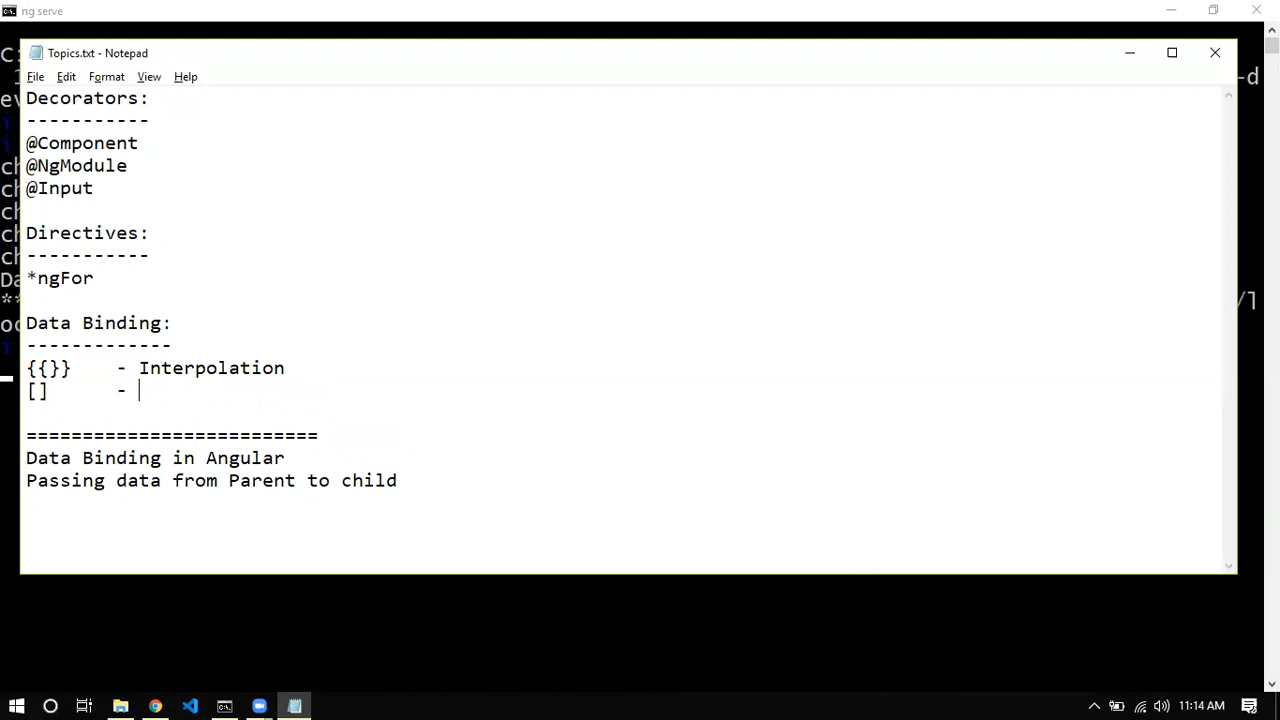 ng serve
Topics.txt - Notepad
File Edit Format View Help
Decorators:
-----------
@Component
@NgModule
@Input
Directives:
-----------
*ngFor
Data Binding:
-------------
{{}} - Interpolation
[] -
==========================
Data Binding in Angular
Passing data from Parent to child
11:14 AM